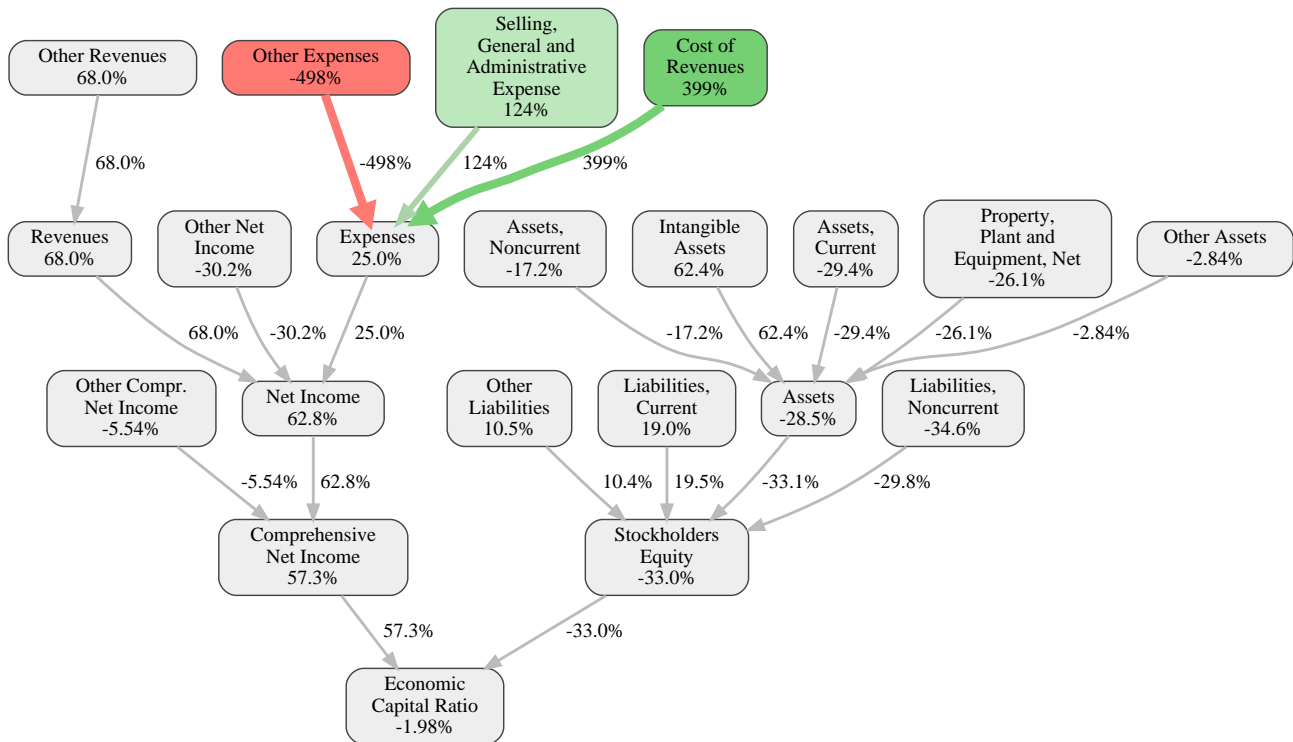 Other Revenues
68.0%
Other Expenses
-498%
Selling,
General and
Administrative
Expense
124%
Cost of
Revenues
399%
68.0%
-498%
124%
399%
Revenues
68.0%
Other Net
Income
-30.2%
Expenses
25.0%
Assets,
Noncurrent
-17.2%
Intangible
Assets
62.4%
Assets,
Current
-29.4%
Property,
Plant and
Equipment, Net
-26.1%
Other Assets
-2.84%
68.0%
-30.2%
25.0%
-17.2%
62.4%
-29.4%
-26.1%
-2.84%
Other Compr.
Net Income
-5.54%
Net Income
62.8%
Other
Liabilities
10.5%
Liabilities,
Current
19.0%
Assets
-28.5%
Liabilities,
Noncurrent
-34.6%
-5.54%
62.8%
10.4%
19.5%
-33.1%
-29.8%
Comprehensive
Net Income
57.3%
Stockholders
Equity
-33.0%
57.3%
-33.0%
Economic
Capital Ratio
-1.98%